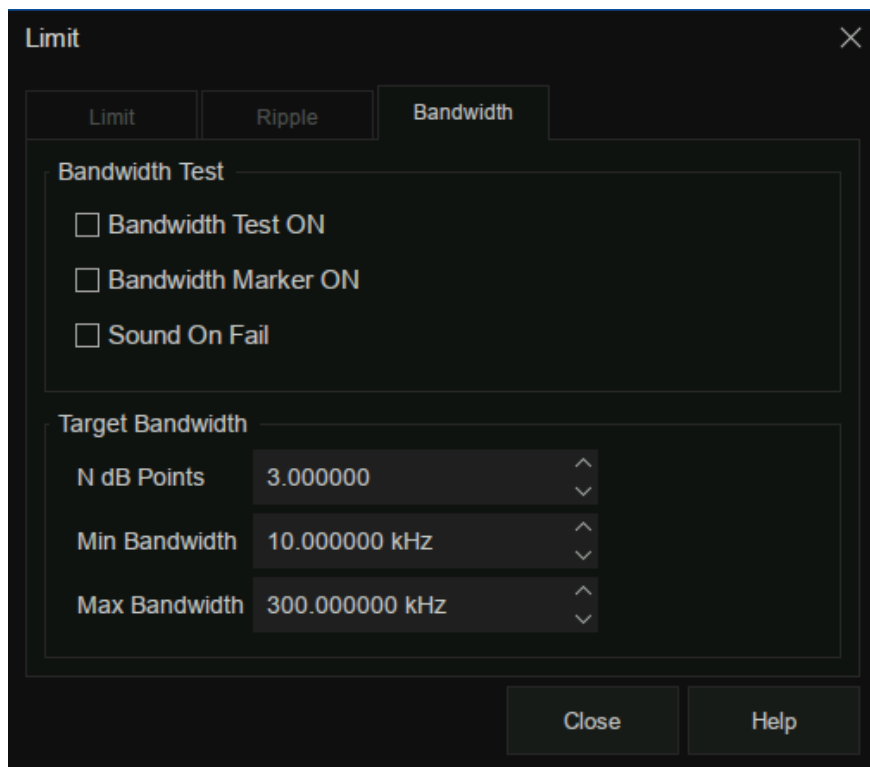 Limit
Limit Ripple Bandwidth
Bandwidth Test
Bandwidth Test ON
Bandwidth Marker ON
Sound On Fail
Target Bandwidth
N dB Points 3.000000
Min Bandwidth 10.000000 kHz
Max Bandwidth 300.000000 kHz
Close Help